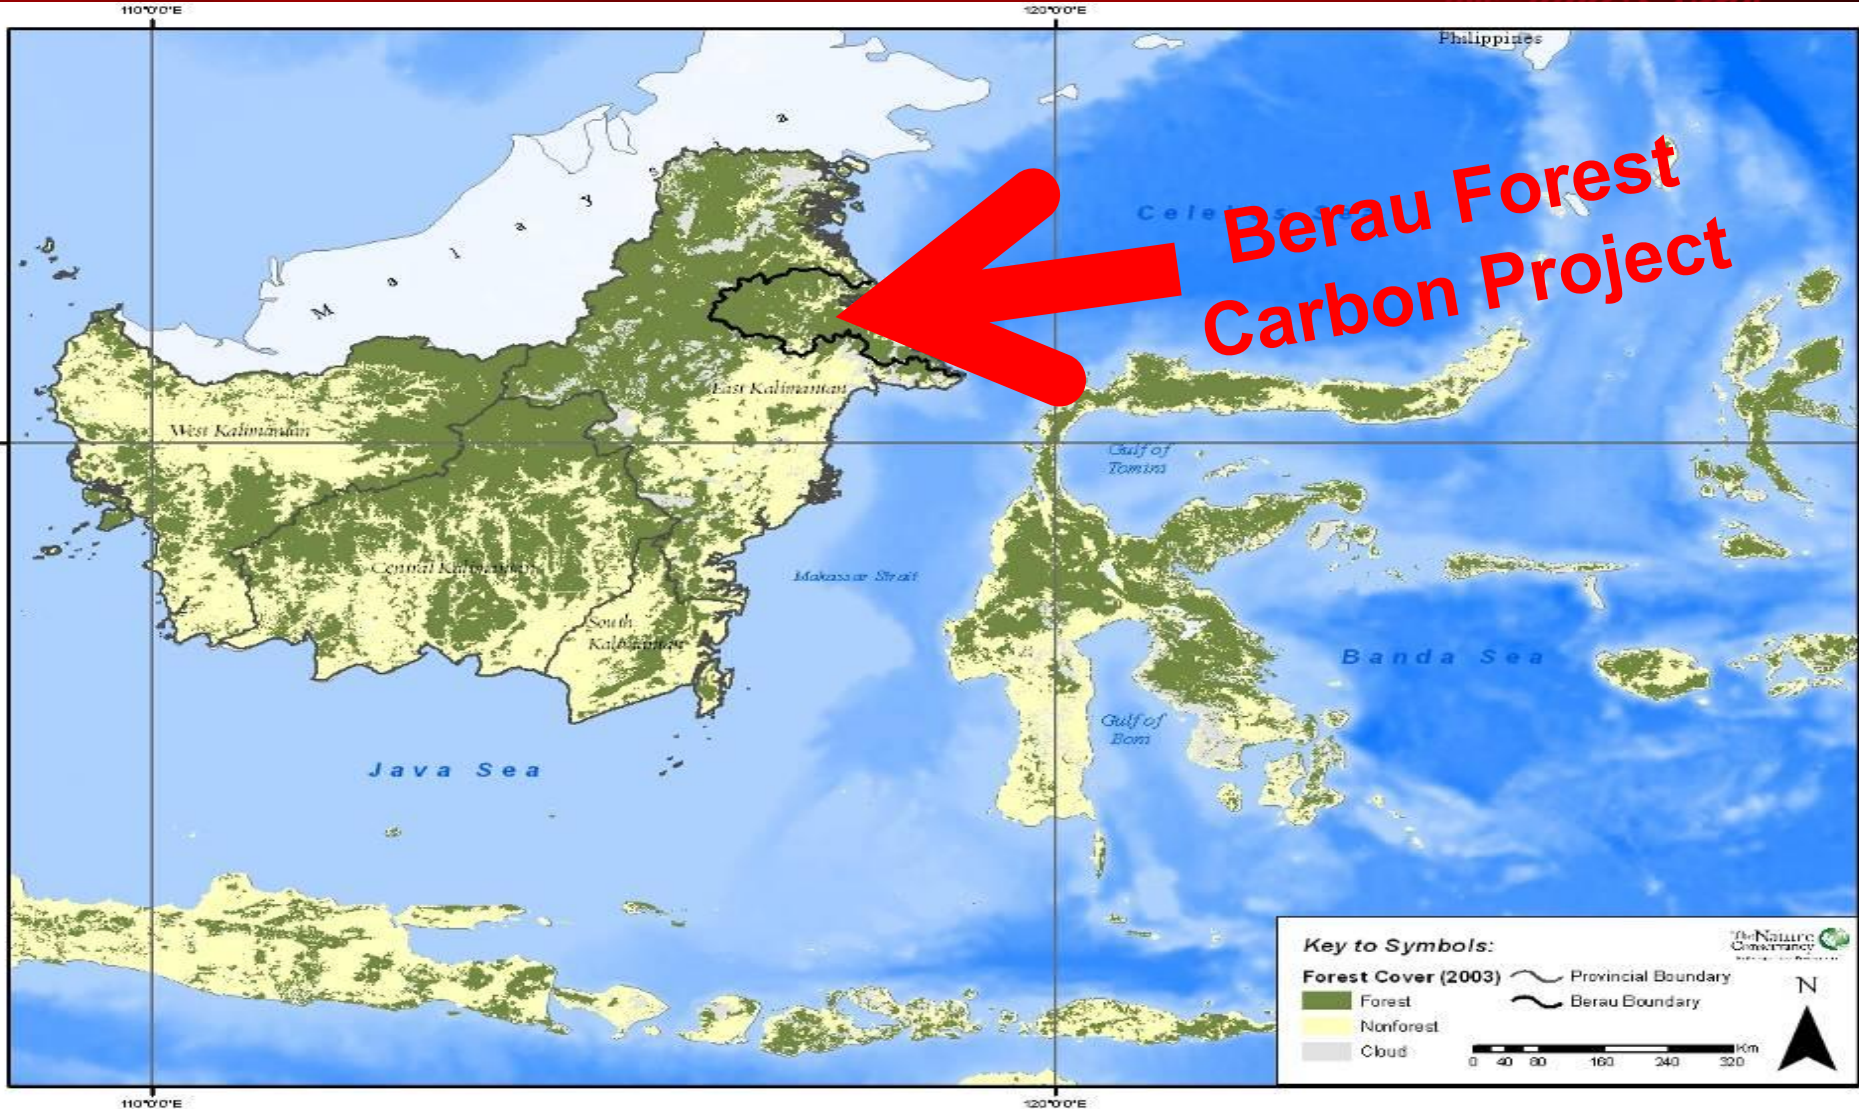 110°0'0"E
120°0'0"E
Philippines
Malaysia
Celebes Sea
Berau Forest
Carbon Project
East Kalimantan
West Kalimantan
Gulf of
Tomini
Central Kalimantan
Makassar Strait
South
Kalimantan
Banda Sea
Gulf of
Boni
Java Sea
Key to Symbols:
The Nature
Conservancy
Forest Cover (2003)
Provincial Boundary
N
Forest
Berau Boundary
Nonforest
Cloud
Km
0 40 80 160 240 320
110°0'0"E
120°0'0"E